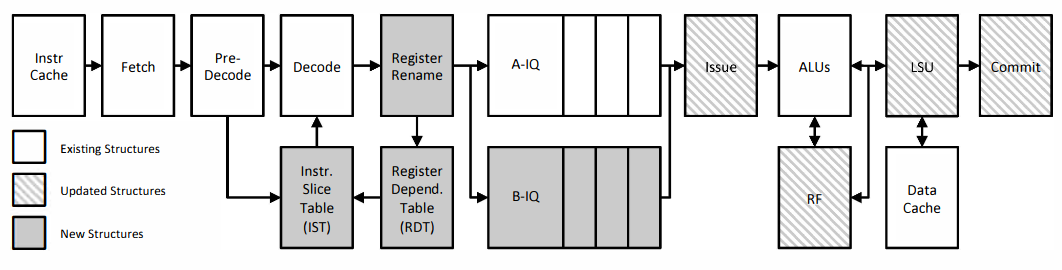 Instr
Cache
Fetch
Pre-
Decode
Decode
Register
Rename
A-IQ
Issue
ALUs
LSU
Commit
Existing Structures
Updated Structures
New Structures
Instr.
Slice
Table
(IST)
Register
Depend.
Table
(RDT)
B-IQ
RF
Data
Cache